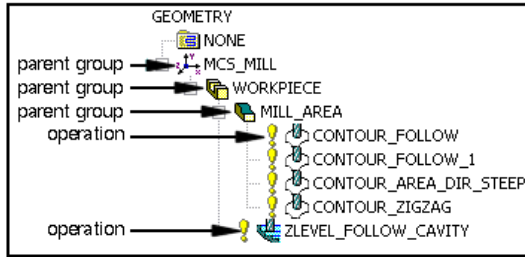 GEOMETRY
NONE
parent group MCS_MILL
parent group WORKPIECE
parent group MILL_AREA
operation CONTOUR_FOLLOW
CONTOUR_FOLLOW_1
CONTOUR_AREA_DIR_STEEP
CONTOUR_ZIGZAG
operation ZLEVEL_FOLLOW_CAVITY